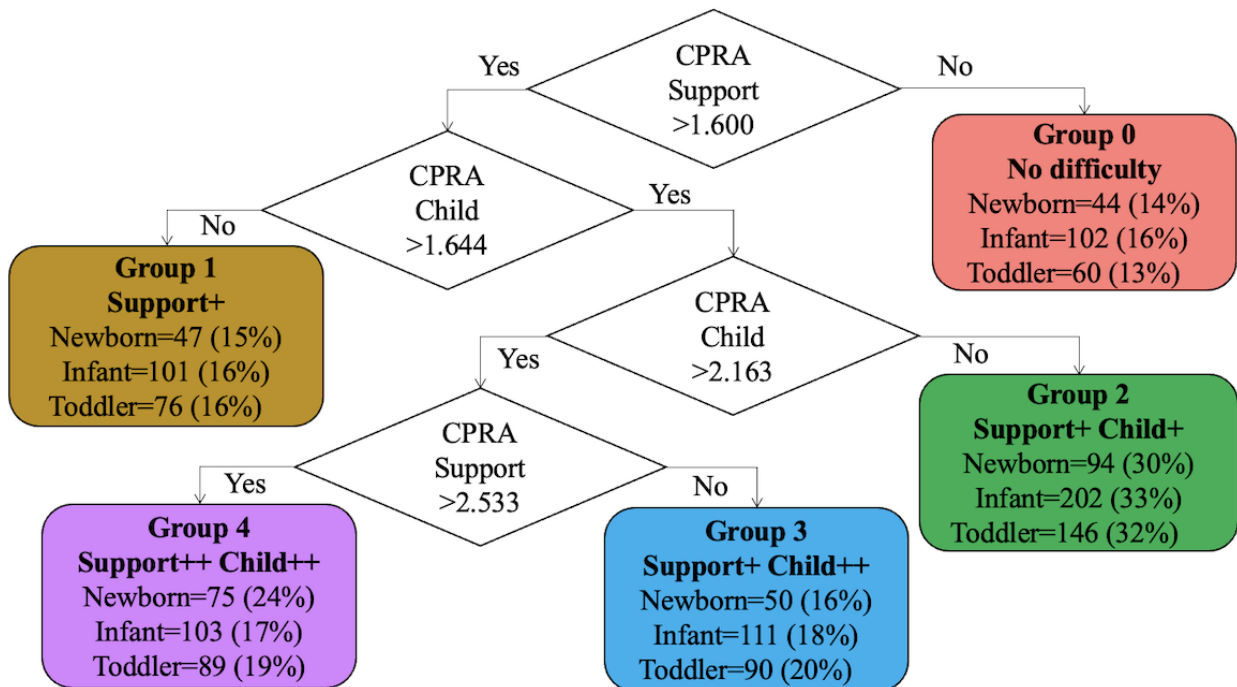 CPRA
Support
>1.600
Yes
No
Group 0
No difficulty
Newborn=44 (14%)
Infant=102 (16%)
Toddler=60 (13%)
CPRA
Child
>1.644
No
Yes
Group 1
Support+
Newborn=47 (15%)
Infant=101 (16%)
Toddler=76 (16%)
CPRA
Child
>2.163
Yes
No
Group 2
Support+ Child+
Newborn=94 (30%)
Infant=202 (33%)
Toddler=146 (32%)
CPRA
Support
>2.533
Yes
No
Group 4
Support++ Child++
Newborn=75 (24%)
Infant=103 (17%)
Toddler=89 (19%)
Group 3
Support+ Child++
Newborn=50 (16%)
Infant=111 (18%)
Toddler=90 (20%)